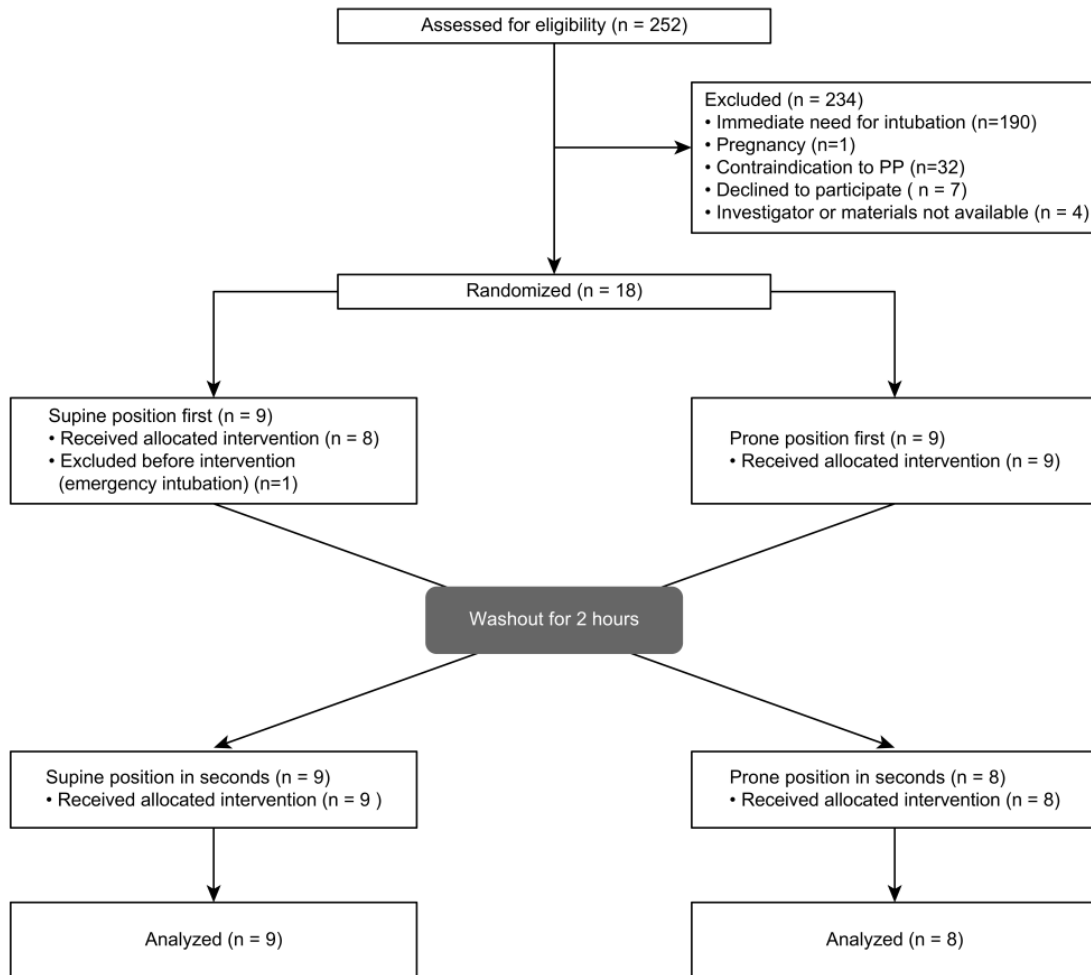 Assessed for eligibility (n = 252)
Excluded (n = 234)
• Immediate need for intubation (n=190)
• Pregnancy (n=1)
• Contraindication to PP (n=32)
• Declined to participate ( n = 7)
• Investigator or materials not available (n = 4)
Randomized (n = 18)
Supine position first (n = 9)
• Received allocated intervention (n = 8)
• Excluded before intervention
(emergency intubation) (n=1)
Prone position first (n = 9)
• Received allocated intervention (n = 9)
Washout for 2 hours
Supine position in seconds (n = 9)
• Received allocated intervention (n = 9 )
Prone position in seconds (n = 8)
• Received allocated intervention (n = 8)
Analyzed (n = 9)
Analyzed (n = 8)